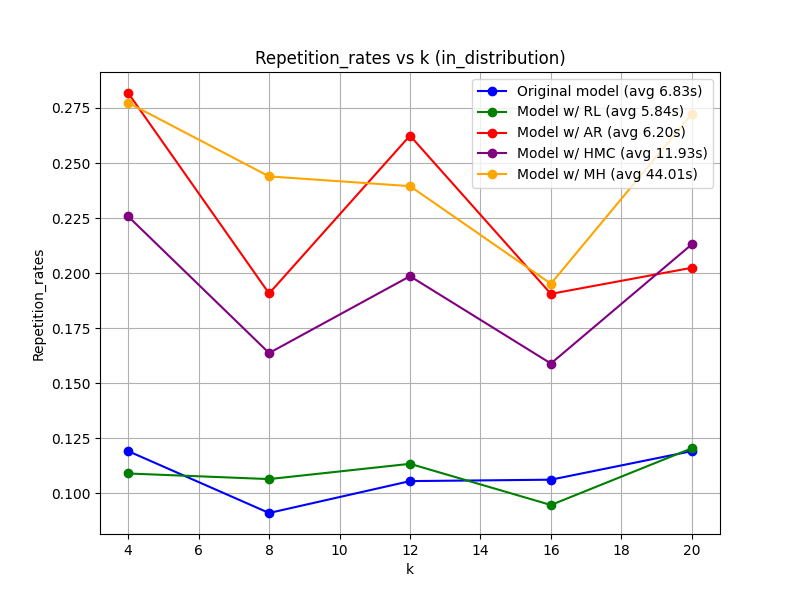 Repetition_rates vs k (in_distribution)
Original model (avg 6.83s)
Model w/ RL (avg 5.84s)
Model w/ AR (avg 6.20s)
Model w/ HMC (avg 11.93s)
Model w/ MH (avg 44.01s)
Repetition_rates
0.275
0.250
0.225
0.200
0.175
0.150
0.125
0.100
4 6 8 10 12 14 16 18 20
k